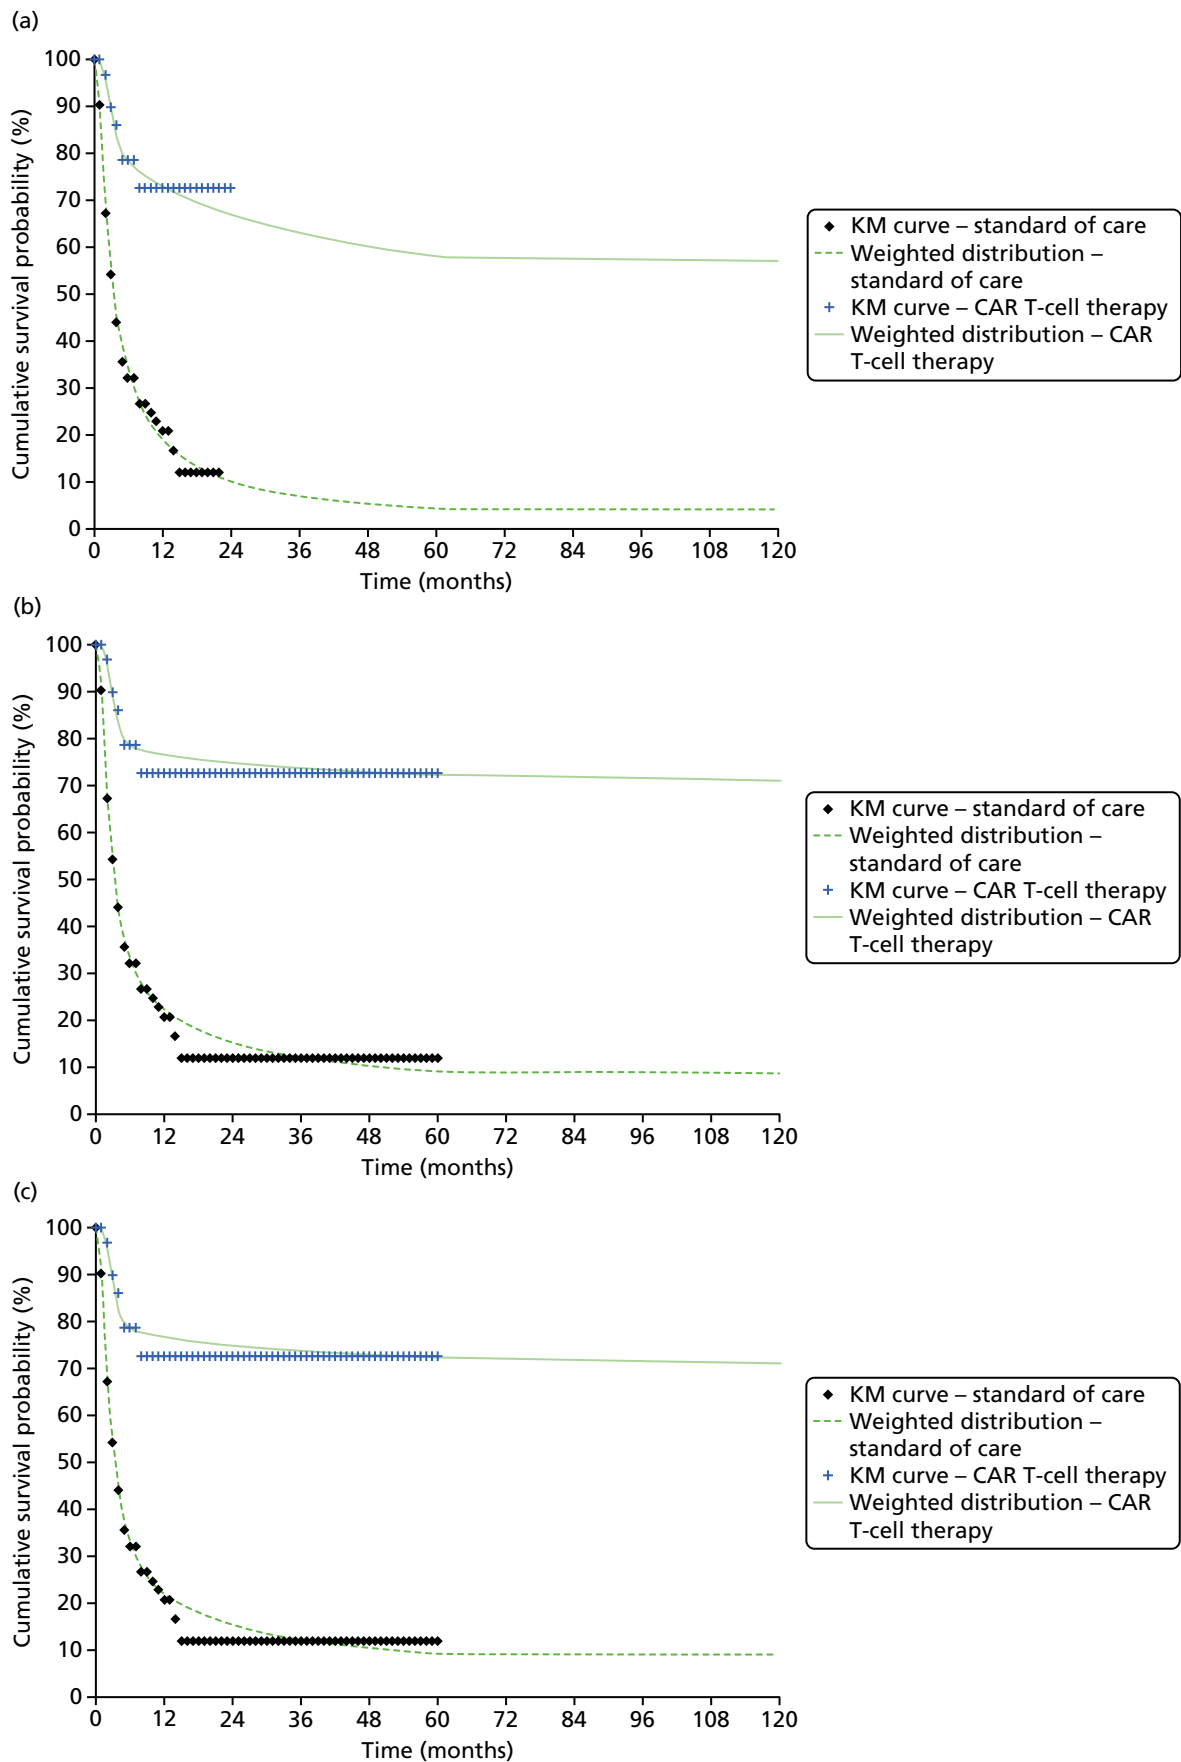 (a)
Cumulative survival probability (%)
100
90
80
70
60
50
40
30
20
10
0
0 12 24 36 48 60 72 84 96 108 120
Time (months)
KM curve – standard of care
Weighted distribution –
standard of care
KM curve – CAR T-cell therapy
Weighted distribution – CAR
T-cell therapy
(b)
Cumulative survival probability (%)
100
90
80
70
60
50
40
30
20
10
0
0 12 24 36 48 60 72 84 96 108 120
Time (months)
KM curve – standard of care
Weighted distribution –
standard of care
KM curve – CAR T-cell therapy
Weighted distribution – CAR
T-cell therapy
(c)
Cumulative survival probability (%)
100
90
80
70
60
50
40
30
20
10
0
0 12 24 36 48 60 72 84 96 108 120
Time (months)
KM curve – standard of care
Weighted distribution –
standard of care
KM curve – CAR T-cell therapy
Weighted distribution – CAR
T-cell therapy